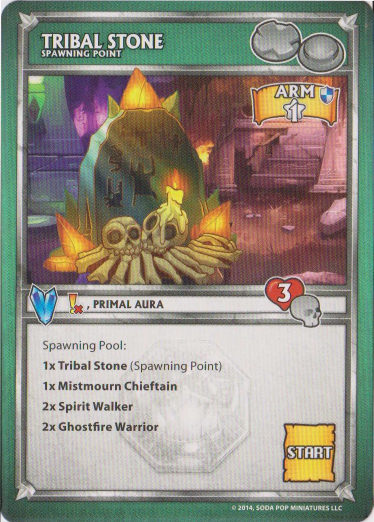 TRIBAL STONE
SPAWNING POINT
ARM
1
3
, PRIMAL AURA
Spawning Pool:
1x Tribal Stone (Spawning Point)
1x Mistmourn Chieftain
2x Spirit Walker
2x Ghostfire Warrior
START
© 2014, SODA POP MINIATURES LLC